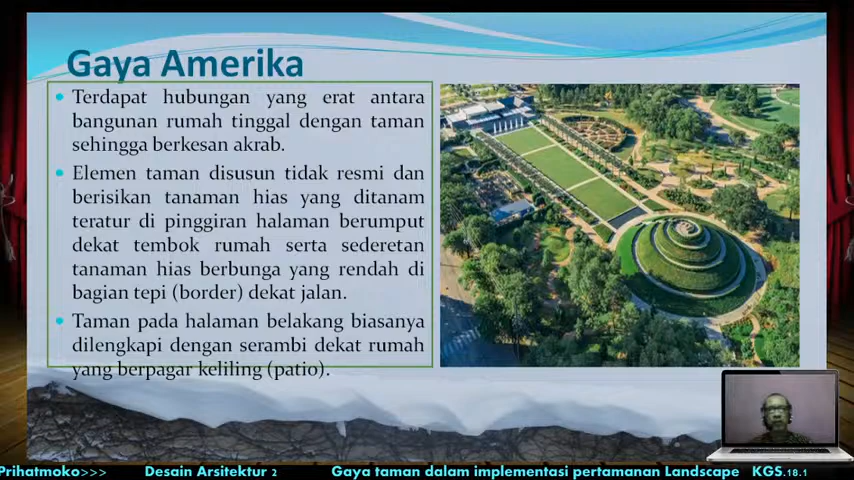 Gaya Amerika
Terdapat hubungan yang erat antara
bangunan rumah tinggal dengan taman
sehingga berkesan akrab.
Elemen taman disusun tidak resmi dan
berisikan tanaman hias yang ditanam
teratur di pinggiran halaman berumput
dekat tembok rumah serta sederetan
tanaman hias berbunga yang rendah di
bagian tepi (border) dekat jalan.
Taman pada halaman belakang biasanya
dilengkapi dengan serambi dekat rumah
yang berpagar keliling (patio).
Prihatmoko>>> Desain Arsitektur 2 Gaya taman dalam implementasi pertamanan Landscape KGS.18.1